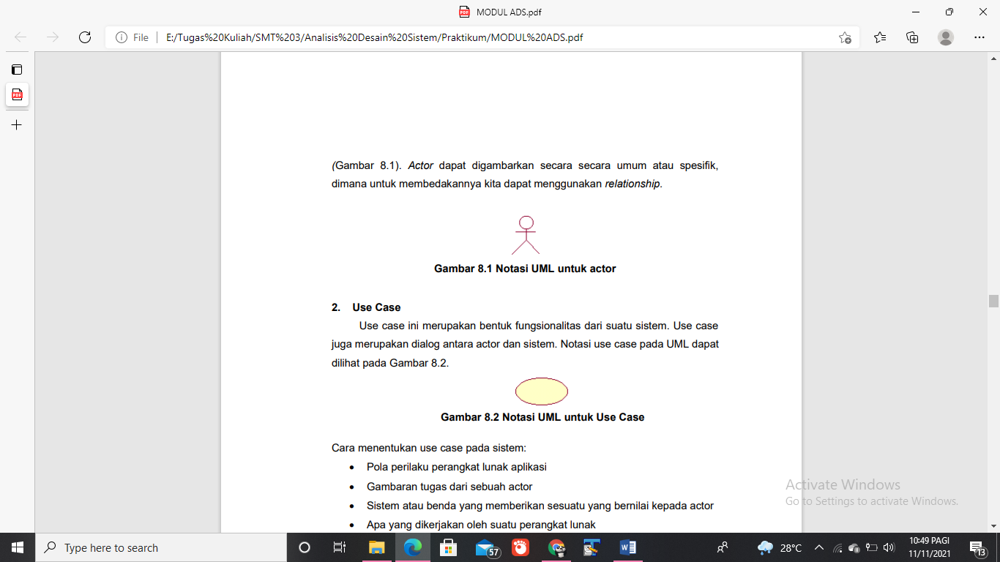 MODUL ADS.pdf
File
E:/Tugas%20Kuliah/SMT%203/Analisis%20Desain%20Sistem/Praktikum/MODUL%20ADS.pdf
(Gambar 8.1). Actor dapat digambarkan secara secara umum atau spesifik,
dimana untuk membedakannya kita dapat menggunakan relationship.
Gambar 8.1 Notasi UML untuk actor
2. Use Case
Use case ini merupakan bentuk fungsionalitas dari suatu sistem. Use case
juga merupakan dialog antara actor dan sistem. Notasi use case pada UML dapat
dilihat pada Gambar 8.2.
Gambar 8.2 Notasi UML untuk Use Case
Cara menentukan use case pada sistem:
• Pola perilaku perangkat lunak aplikasi
• Gambaran tugas dari sebuah actor
• Sistem atau benda yang memberikan sesuatu yang bernilai kepada actor
• Apa yang dikerjakan oleh suatu perangkat lunak
Activate Windows
Go to Settings to activate Windows.
Type here to search
57
28°C
10:49 PAGI
11/11/2021
13